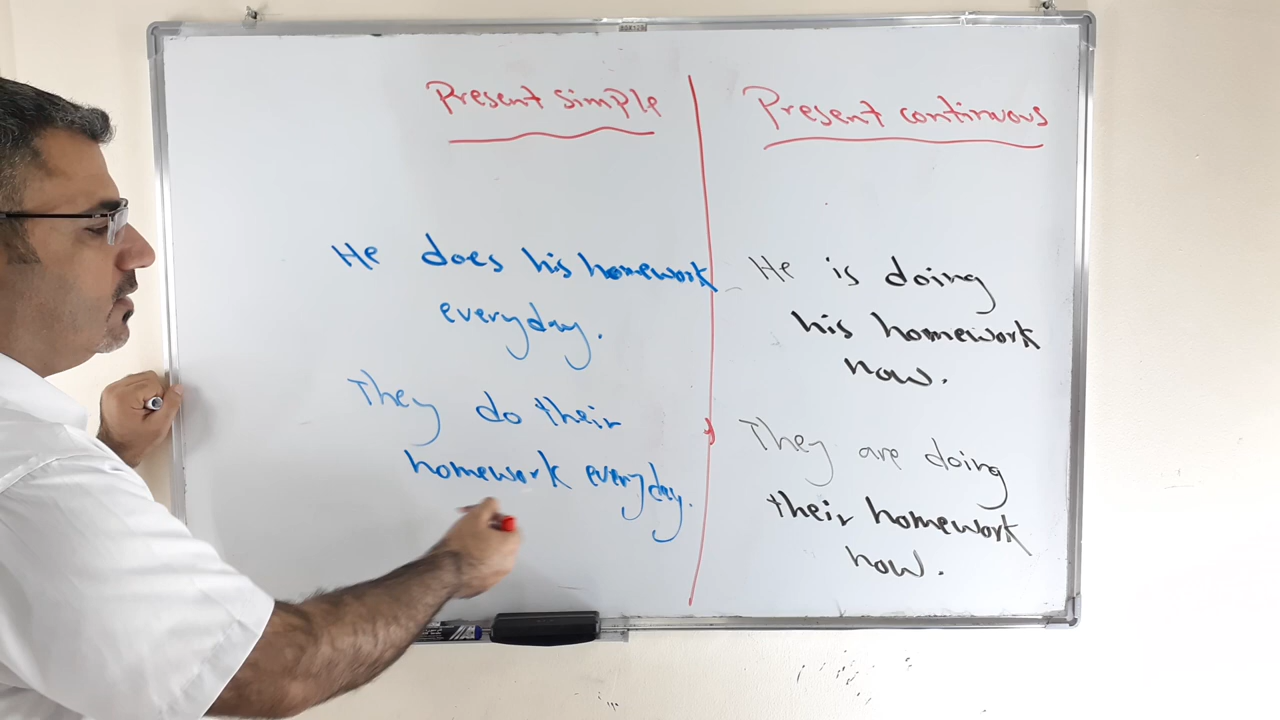 Present simple
He does his homework
everyday.
They do their
homework everyday.
Present continuous
He is doing
his homework
now.
They are doing
their homework
now.